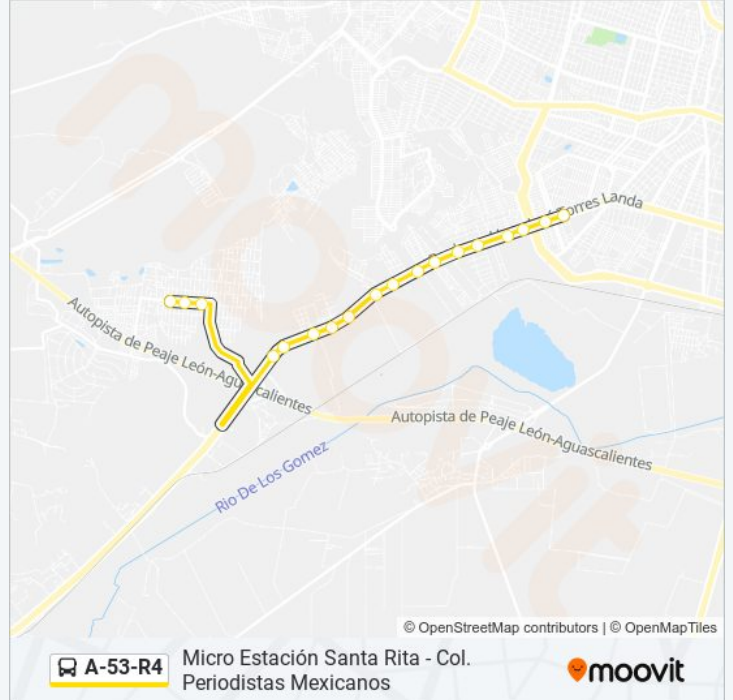 Torres Landa
Autopista de Peaje León-Aguascalientes
Autopista de Peaje León-Aguascalientes
Rio De Los Gomez
© OpenStreetMap contributors | © OpenMapTiles
A-53-R4
Micro Estación Santa Rita - Col.
Periodistas Mexicanos
moovit
moovit